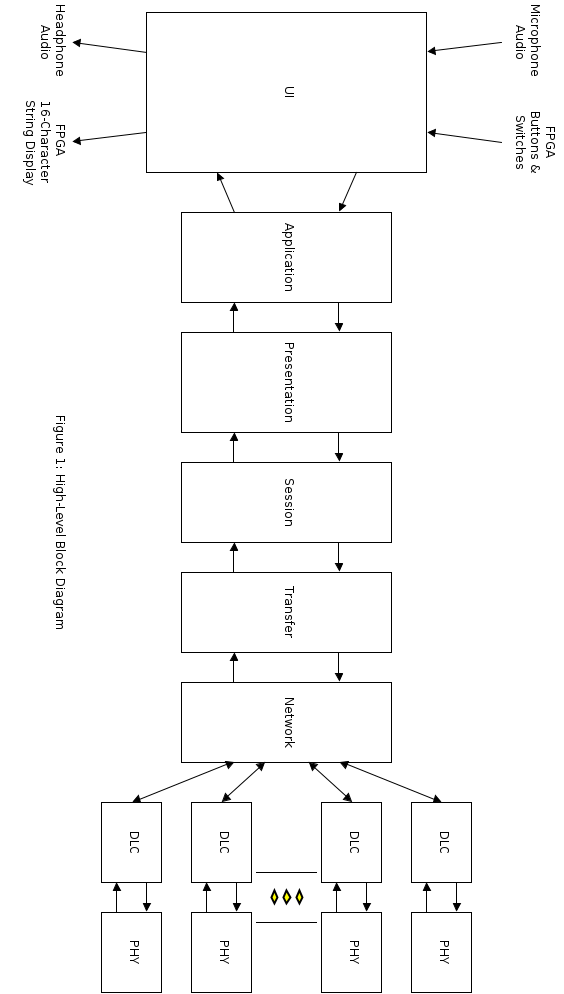 Microphone
Audio
FPGA
Buttons &
Switches
Headphone
Audio
FPGA
16-Character
String Display
UI
Application
Presentation
Session
Transfer
Network
DLC
DLC
DLC
DLC
PHY
PHY
PHY
PHY
Figure 1: High-Level Block Diagram